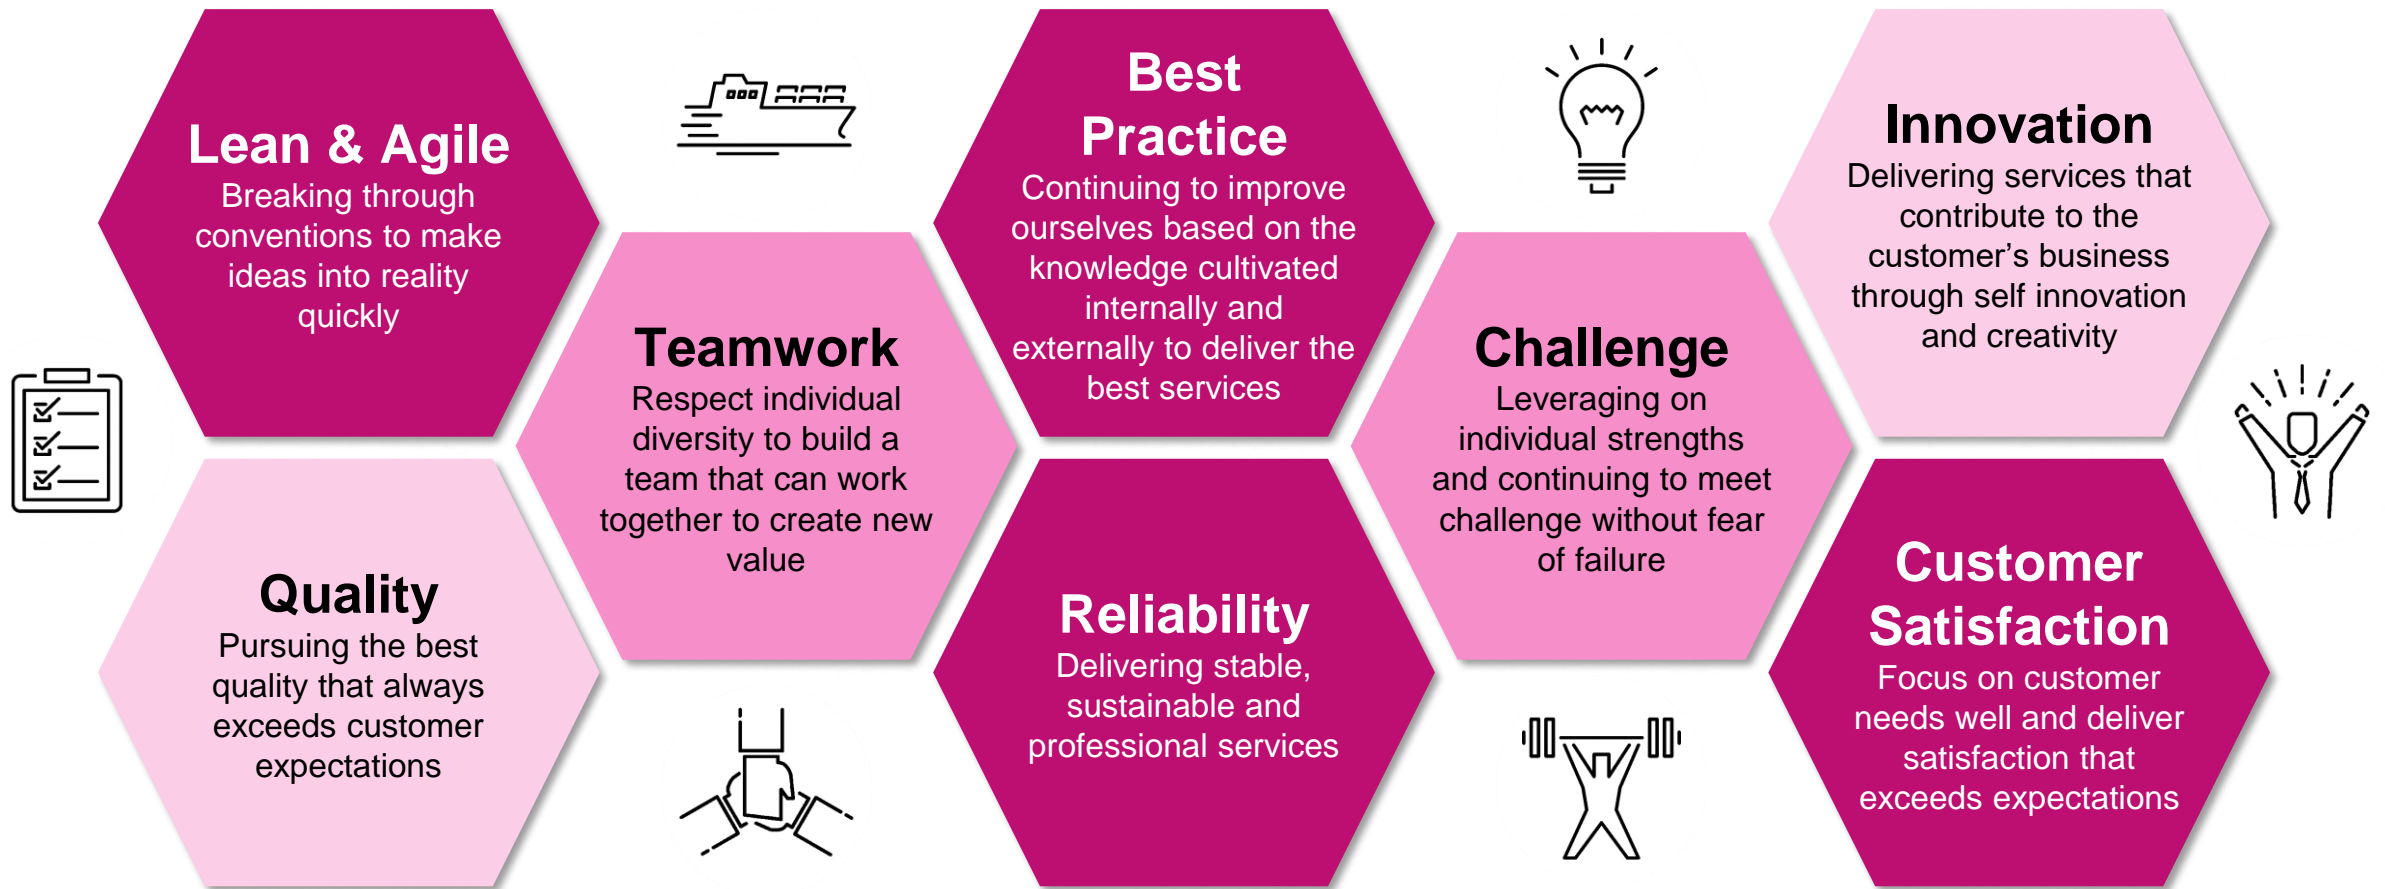 Lean & Agile
Breaking through
conventions to make
ideas into reality
quickly
Quality
Pursuing the best
quality that always
exceeds customer
expectations
Teamwork
Respect individual
diversity to build a
team that can work
together to create new
value
Best
Practice
Continuing to improve
ourselves based on the
knowledge cultivated
internally and
externally to deliver the
best services
Reliability
Delivering stable,
sustainable and
professional services
Challenge
Leveraging on
individual strengths
and continuing to meet
challenge without fear
of failure
Innovation
Delivering services that
contribute to the
customer’s business
through self innovation
and creativity
Customer
Satisfaction
Focus on customer
needs well and deliver
satisfaction that
exceeds expectations